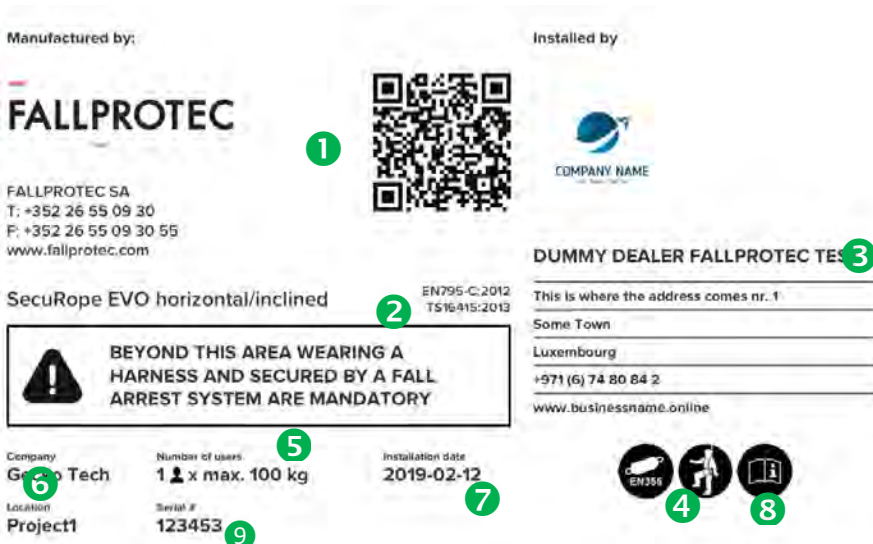 Manufactured by:
FALLPROTEC
1
FALLPROTEC SA
T: +352 26 55 09 30
F: +352 26 55 09 30 55
www.fallprotec.com
SecuRope EVO horizontal/inclined
EN795-C:2012
TS16415:2013
2
BEYOND THIS AREA WEARING A
HARNESS AND SECURED BY A FALL
ARREST SYSTEM ARE MANDATORY
Company
Tech
6
Number of users
5
1 x max. 100 kg
Installation date
2019-02-12
7
Location
Project1
Serial #
123453
9
Installed by
COMPANY NAME
DUMMY DEALER FALLPROTEC
3
This is where the address comes nr. 1
Some Town
Luxembourg
+971 (6) 74 80 84 2
www.businessname.online
EN355
4
8